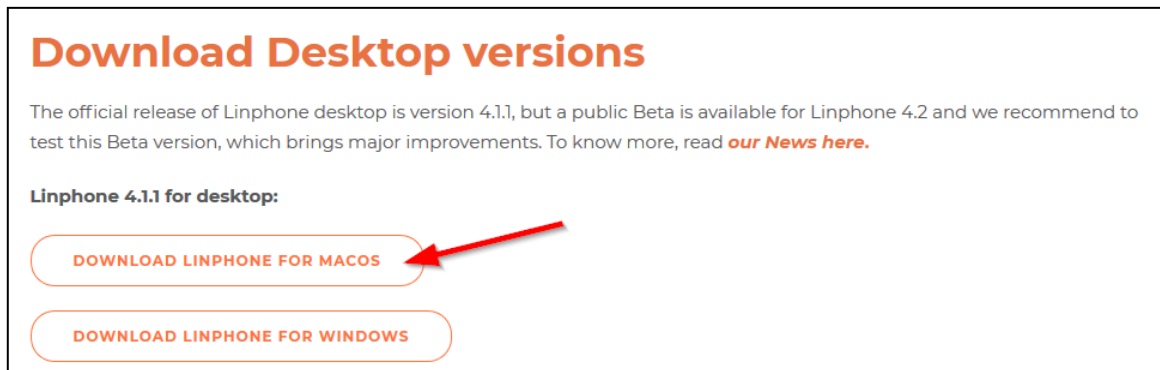 Download Desktop versions
The official release of Linphone desktop is version 4.1.1, but a public Beta is available for Linphone 4.2 and we recommend to
test this Beta version, which brings major improvements. To know more, read our News here.
Linphone 4.1.1 for desktop:
DOWNLOAD LINPHONE FOR MACOS
DOWNLOAD LINPHONE FOR WINDOWS